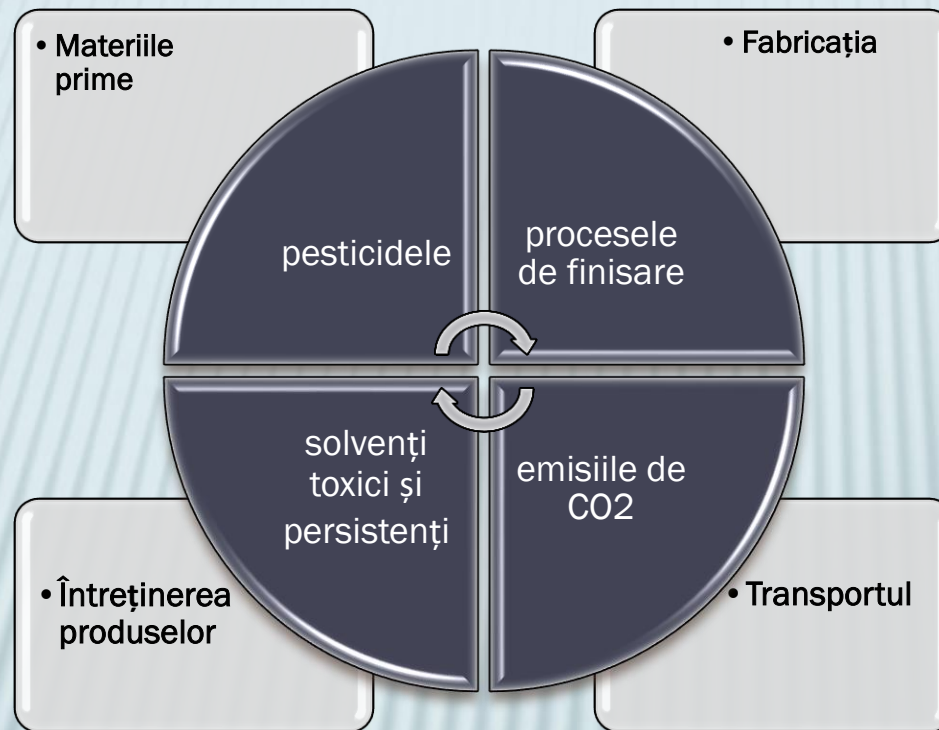 • Materiile
prime
• Fabricația
pesticidele
procesele
de finisare
solvenți
toxici și
persistenți
emisiile de
CO2
• Întreținerea
produselor
• Transportul